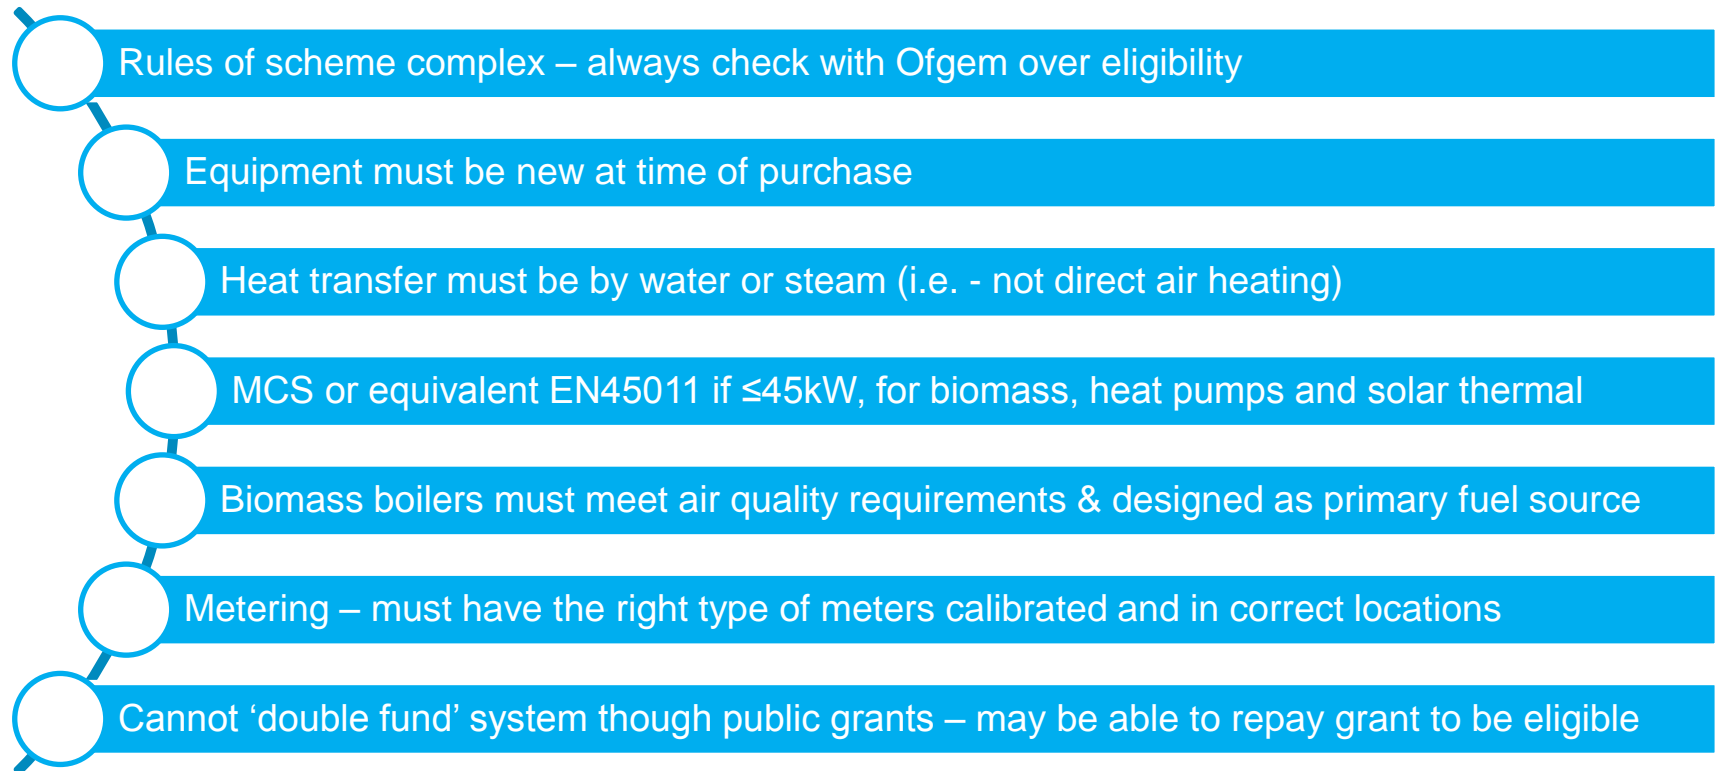 Rules of scheme complex – always check with Ofgem over eligibility
Equipment must be new at time of purchase
Heat transfer must be by water or steam (i.e. - not direct air heating)
MCS or equivalent EN45011 if ≤45kW, for biomass, heat pumps and solar thermal
Biomass boilers must meet air quality requirements & designed as primary fuel source
Metering – must have the right type of meters calibrated and in correct locations
Cannot ‘double fund’ system though public grants – may be able to repay grant to be eligible